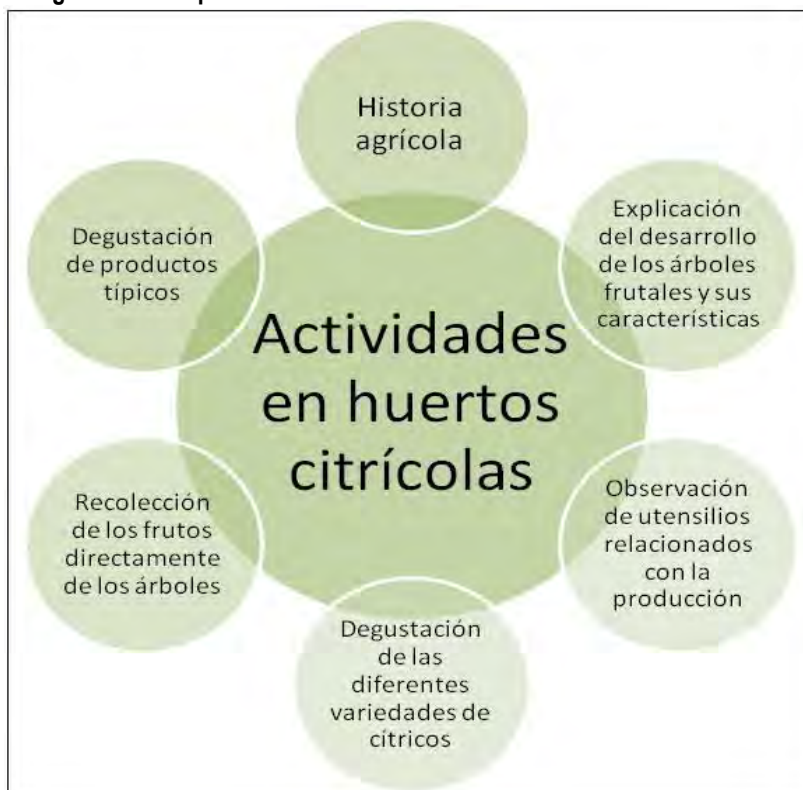 Historia
agrícola
Explicación
del desarrollo
de los árboles
frutales y sus
características
Degustación
de productos
típicos
Actividades
en huertos
citrícolas
Observación
de utensilios
relacionados
con la
producción
Recolección
de los frutos
directamente
de los árboles
Degustación
de las
diferentes
variedades de
cítricos